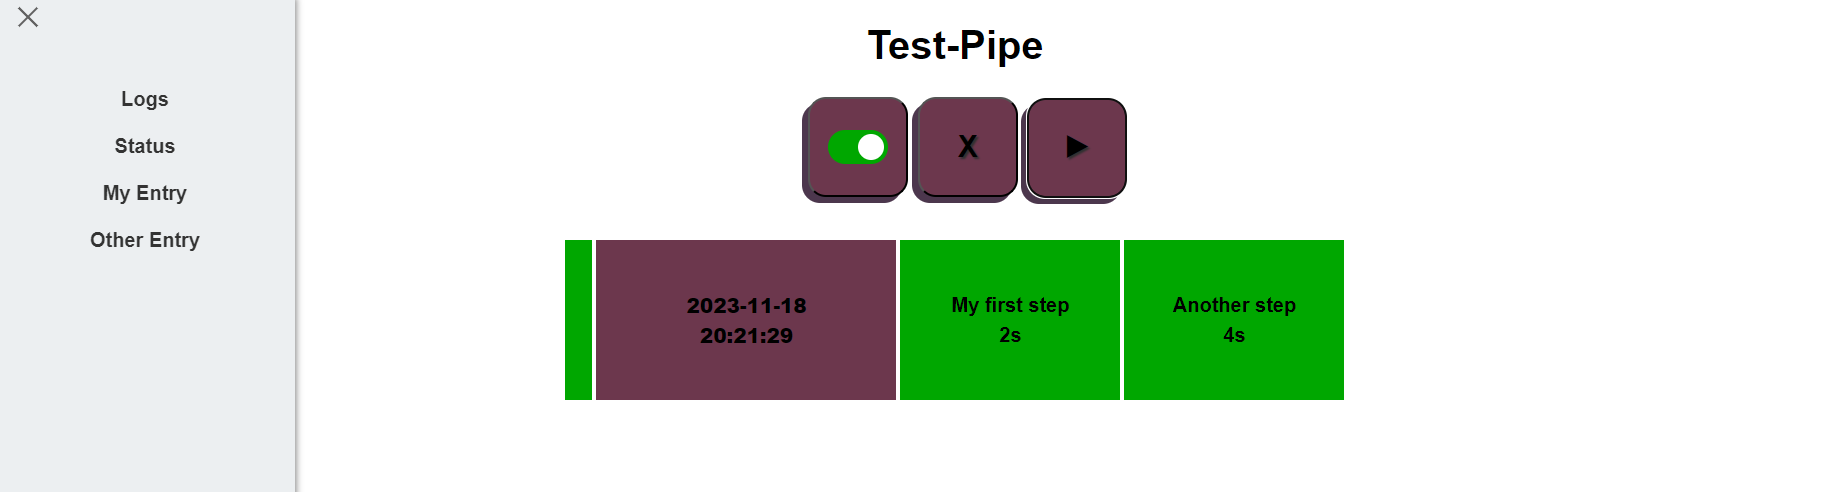 Test-Pipe
Logs
Status
My Entry
Other Entry
X
2023-11-18
20:21:29
My first step
2s
Another step
4s